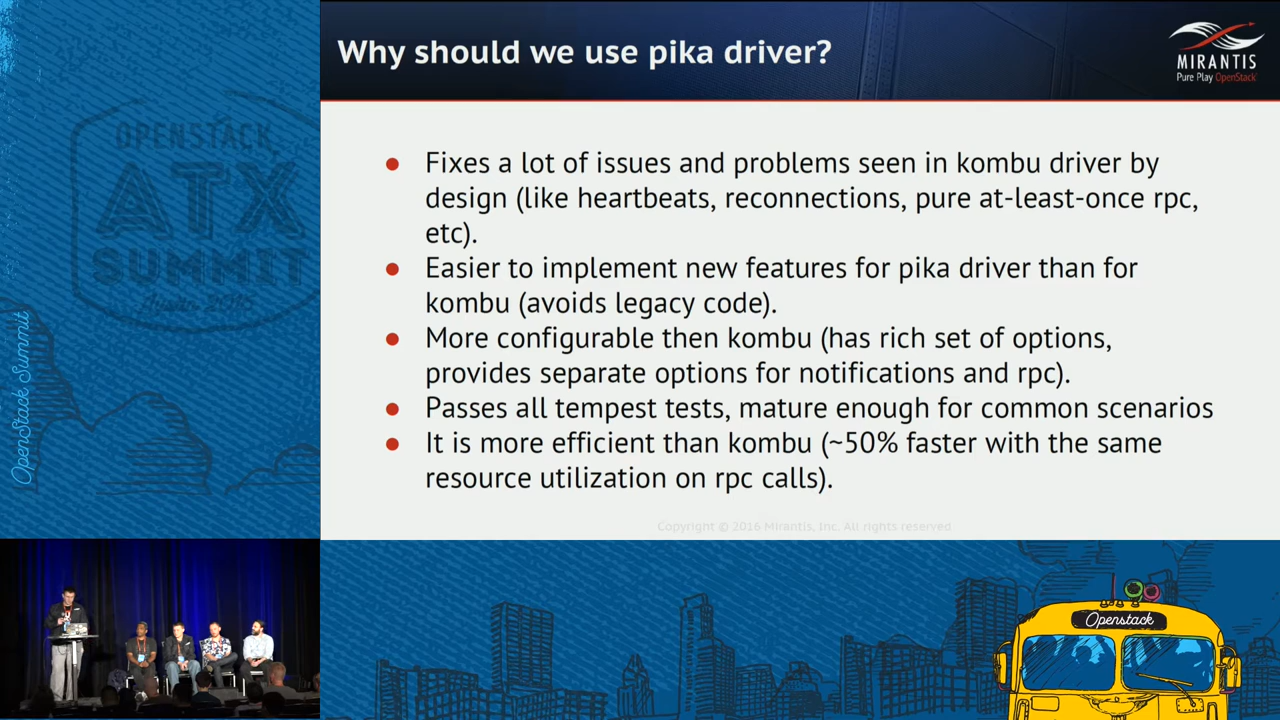 Why should we use pika driver?
MIRANTIS
Pure Play OpenStack
Fixes a lot of issues and problems seen in kombu driver by
design (like heartbeats, reconnections, pure at-least-once rpc,
etc).
Easier to implement new features for pika driver than for
kombu (avoids legacy code).
More configurable then kombu (has rich set of options,
provides separate options for notifications and rpc).
Passes all tempest tests, mature enough for common scenarios
It is more efficient than kombu (~50% faster with the same
resource utilization on rpc calls).
Copyright © 2016 Mirantis, Inc. All rights reserved
OPENSTACK
ATX
SUMMIT
Austin 2016
OpenStack Summit
Openstack